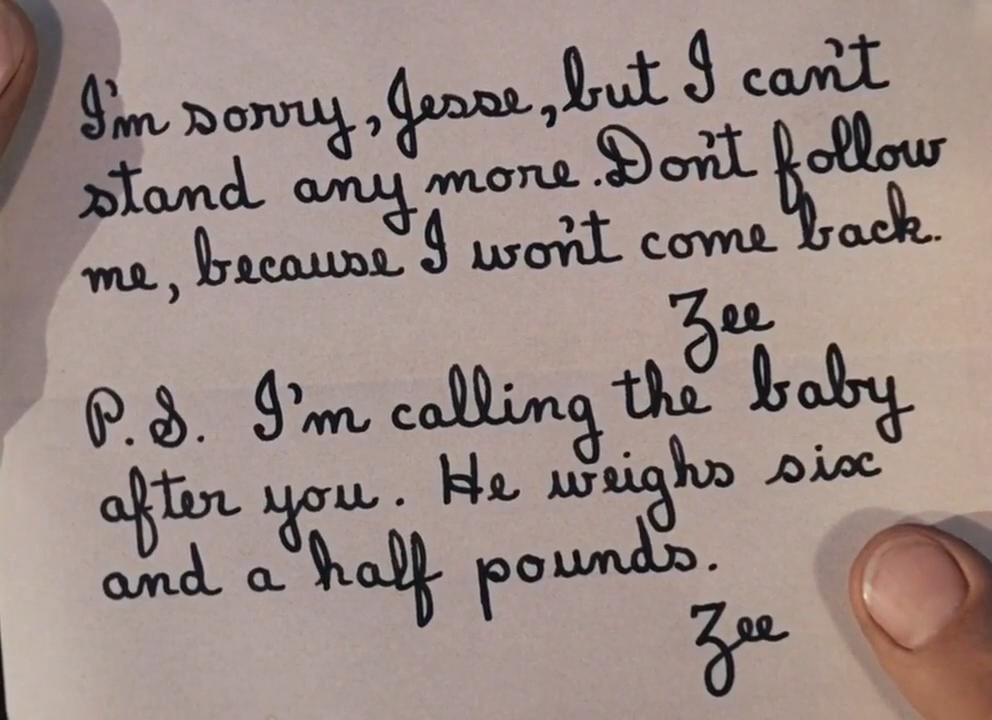 I'm sorry, Jesse, but I can't
stand any more. Don't follow
me, because I won't come back.
Zee
P.S. I'm calling the baby
after you. He weighs six
and a half pounds.
Zee